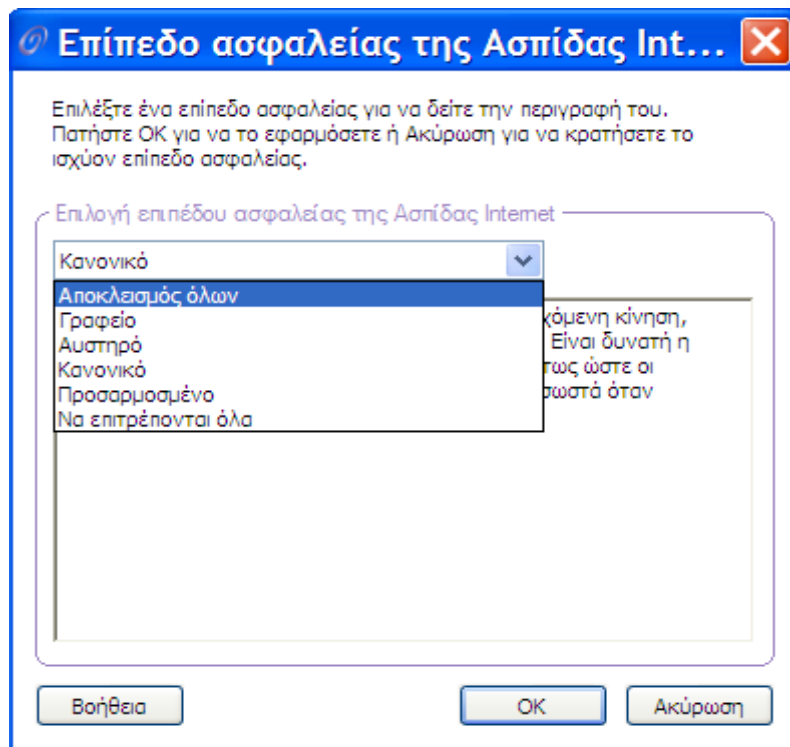 Επίπεδο ασφαλείας της Ασπίδας Int...
Επιλέξτε ένα επίπεδο ασφαλείας για να δείτε την περιγραφή του.
Πατήστε OK για να το εφαρμόσετε ή Ακύρωση για να κρατήσετε το
ισχύον επίπεδο ασφαλείας.
Επιλογή επιπέδου ασφαλείας της Ασπίδας Internet
Κανονικό
Αποκλεισμός όλων
Γραφείο
Αυστηρό
Κανονικό
Προσαρμοσμένο
Να επιτρέπονται όλα
χόμενη κίνηση,
Είναι δυνατή η
τως ώστε οι
σωστά όταν
Βοήθεια
OK
Ακύρωση